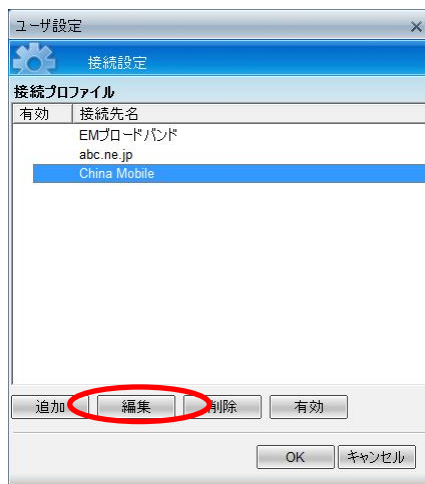 ユーザ設定
接続設定
接続プロファイル
有効 接続先名
EMブロードバンド
abc.ne.jp
China Mobile
追加 編集 削除 有効
OK キャンセル